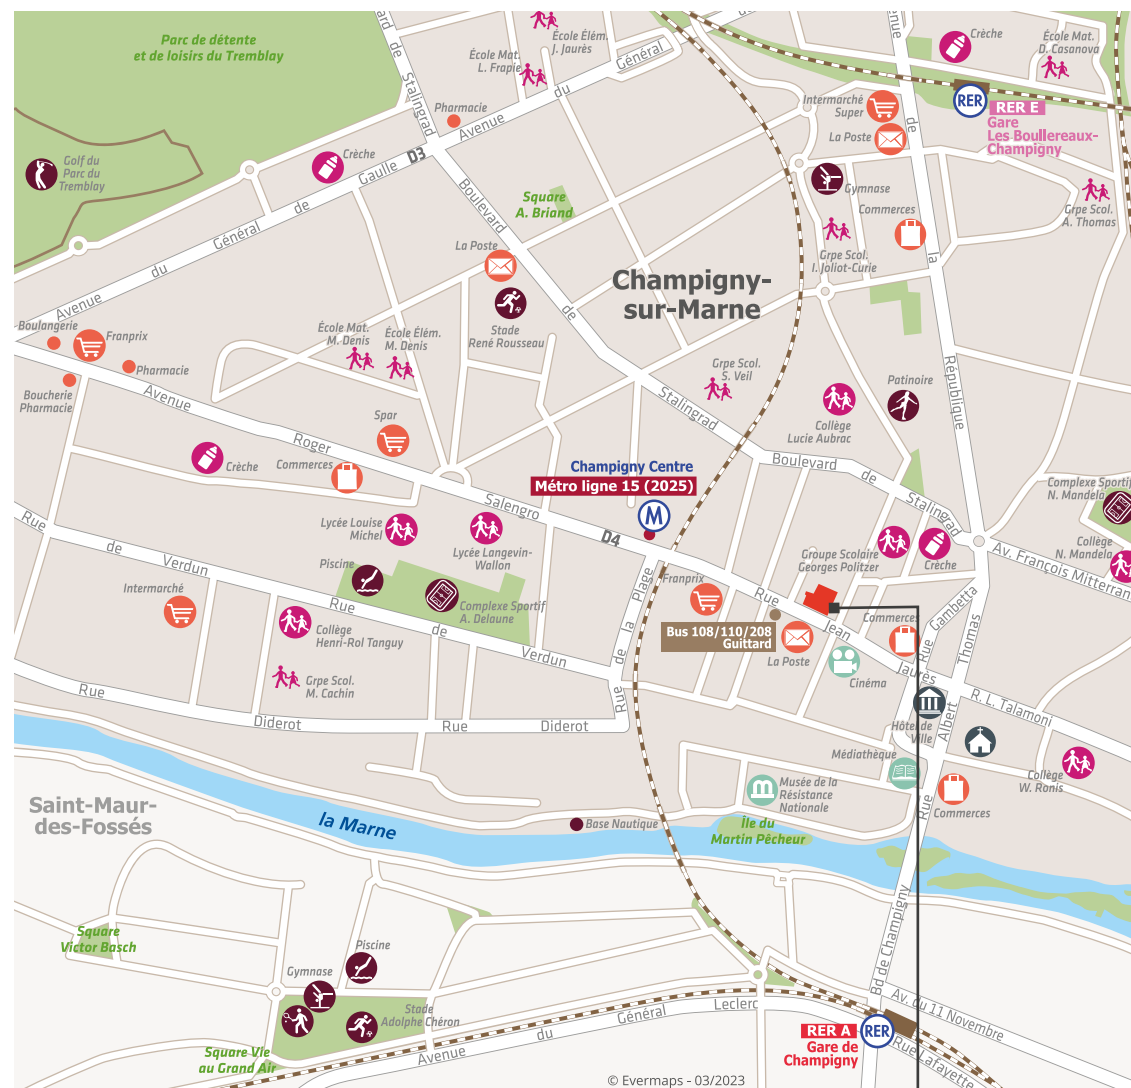 Parc de détente
et de loisirs du Tremblay
Golf du
Parc du
Tremblay
Crèche
Pharmacie
École Mat.
L. Frapie
École Élém.
J. Jaurès
Stalingrad
de
Avenue
du
Général
de
Gaulle
D3
Avenue
du
Général
Boulevard
de
Stalingrad
Square
A. Briand
La Poste
Stade
René Rousseau
Champigny-
sur-Marne
Intermarché
Super
La Poste
Gymnase
Commerces
Grpe Scol.
I. Joliot-Curie
Crèche
École Mat.
D. Casanova
RER
RER E
Gare
Les Boullereaux-
Champigny
Grpe Scol.
A. Thomas
de
la
République
Boulangerie
Franprix
Pharmacie
Boucherie
Pharmacie
École Mat.
M. Denis
École Élém.
M. Denis
Spar
Avenue
Roger
Salengro
D4
Crèche
Commerces
Grpe Scol.
S. Veil
Collège
Lucie Aubrac
Patinoire
Boulevard
de
Stalingrad
Champigny Centre
Métro ligne 15 (2025)
M
Complexe Sportif
N. Mandela
Collège
N. Mandela
Av. François Mitterran
Lycée Louise
Michel
Lycée Langevin-
Wallon
Piscine
Complexe Sportif
A. Delaune
Rue
de
Verdun
Rue
de
Verdun
Intermarché
Collège
Henri-Rol Tanguy
Grpe Scol.
M. Cachin
Rue
Diderot
Rue
Diderot
Rue
de
la
Plage
Franprix
Groupe Scolaire
Georges Politzer
Crèche
Rue
Jean
Jaurès
Bus 108/110/208
Guittard
La Poste
Cinéma
Commerces
Rue
Gambetta
Thomas
Albert
Rue
R. L. Talamoni
Hôtel de
Ville
Médiathèque
Musée de la
Résistance
Nationale
Commerces
Collège
W. Ronis
Saint-Maur-
des-Fossés
la Marne
Base Nautique
Île du
Martin Pêcheur
Square
Victor Basch
Piscine
Gymnase
Stade
Adolphe Chéron
Square Vie
au Grand Air
Avenue
du
Général
Leclerc
Bd de Champigny
Av. du 11 Novembre
Rue Lafayette
RER A
Gare de
Champigny
RER
© Evermaps - 03/2023